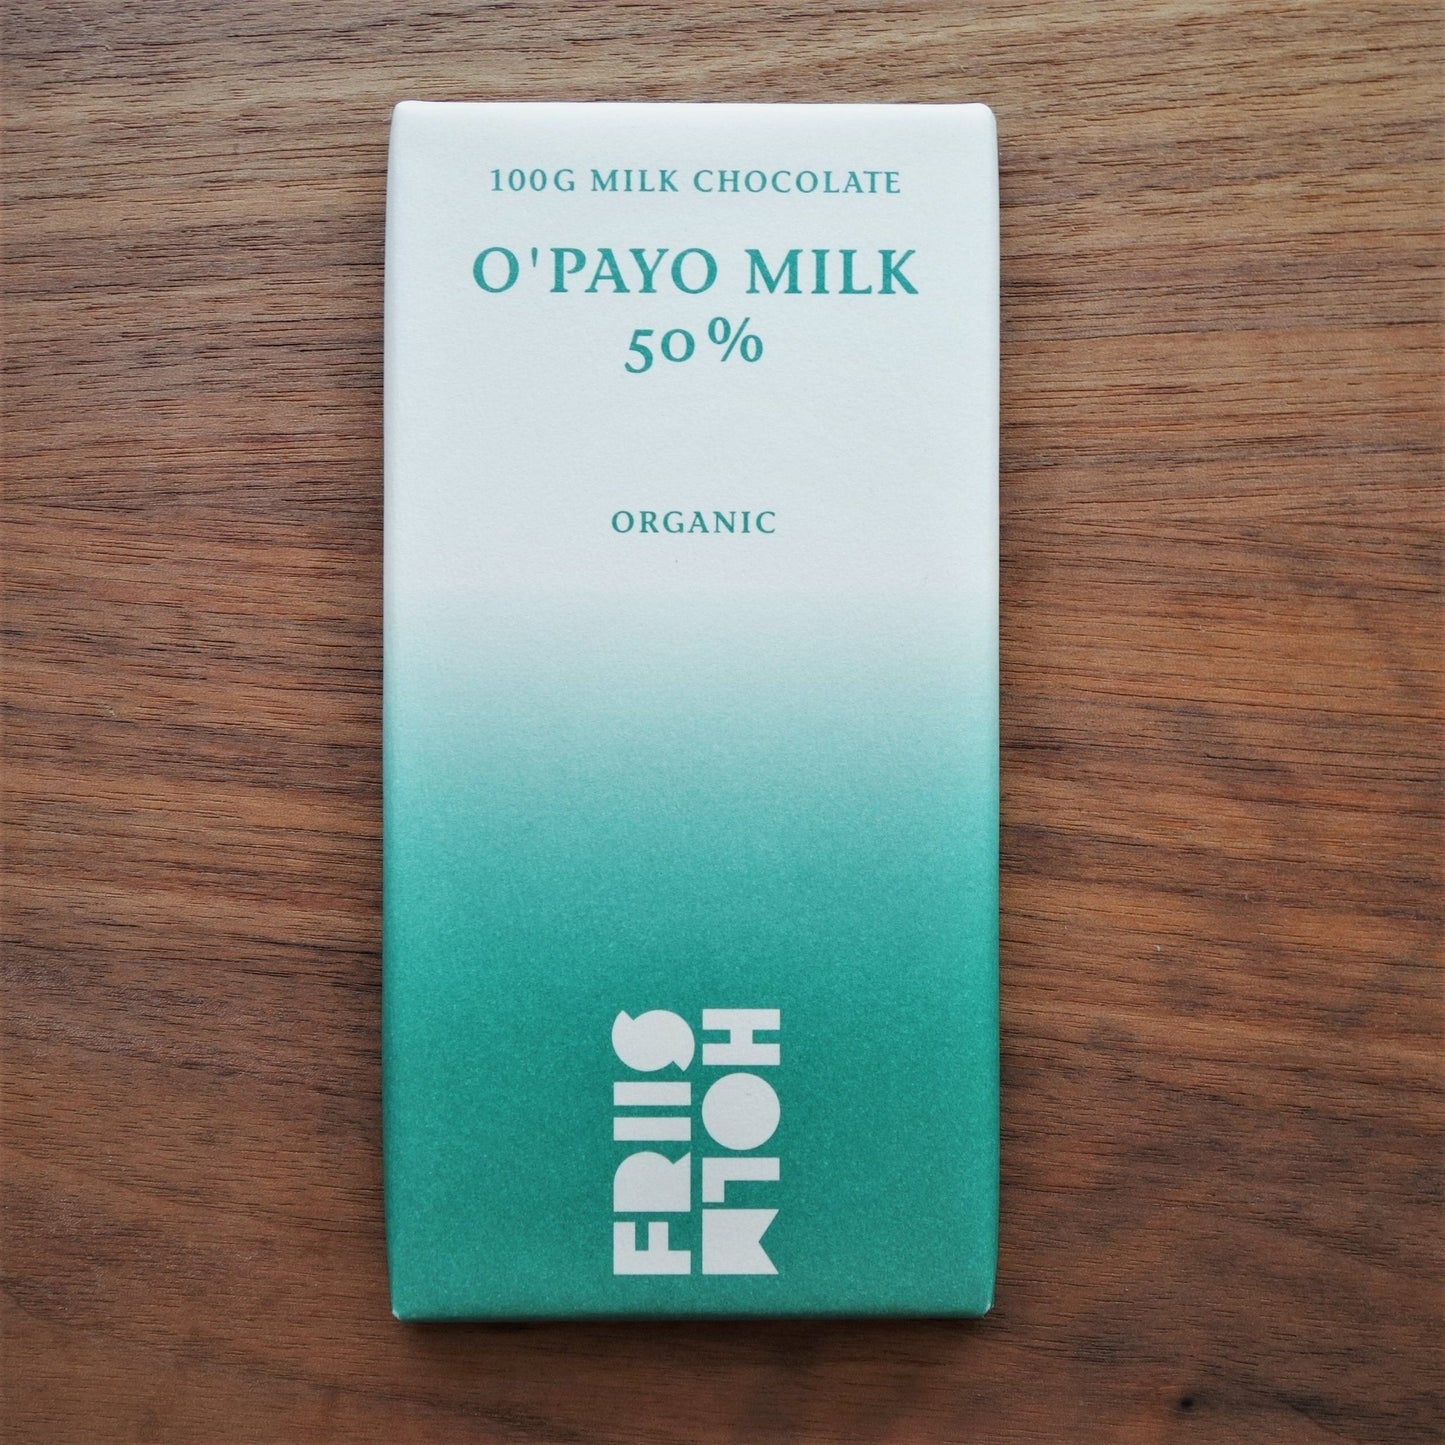 100G MILK CHOCOLATE
O'PAYO MILK
50%
ORGANIC
FRIIS
HOLM